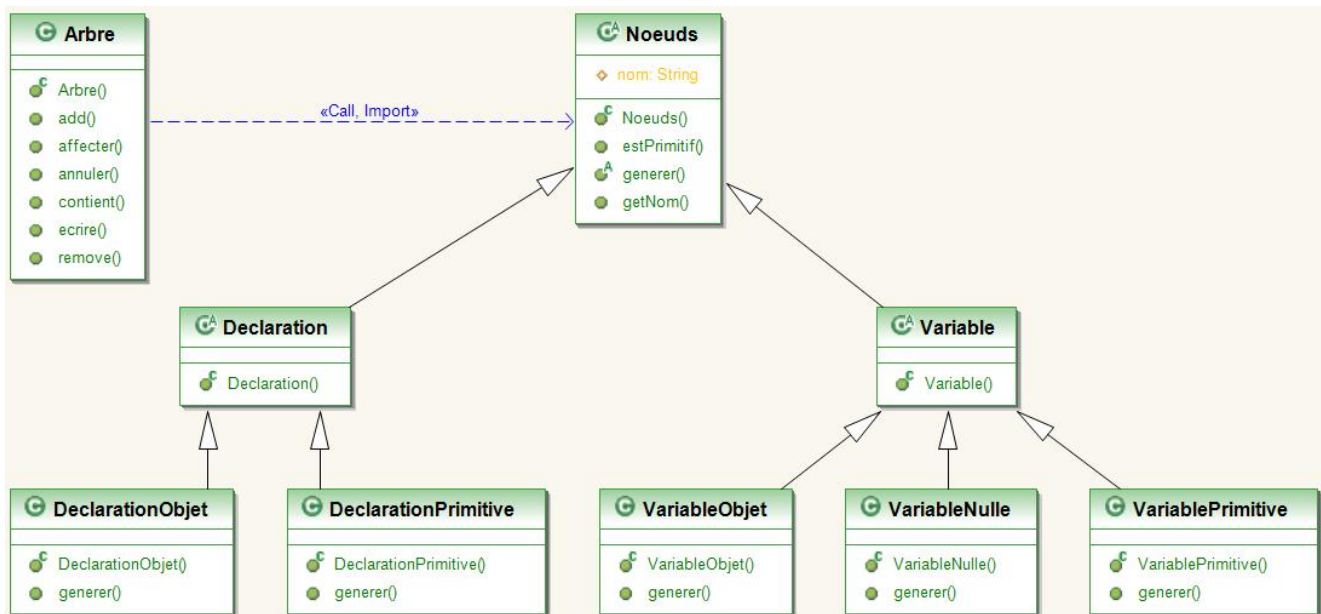 Arbre
Arbre()
add()
affecter()
annuler()
contient()
ecrire()
remove()
«Call, Import»
Noeuds
nom: String
Noeuds()
estPrimitif()
generer()
getNom()
Declaration
Declaration()
Variable
Variable()
DeclarationObjet
DeclarationObjet()
generer()
DeclarationPrimitive
DeclarationPrimitive()
generer()
VariableObjet
VariableObjet()
generer()
VariableNulle
VariableNulle()
generer()
VariablePrimitive
VariablePrimitive()
generer()